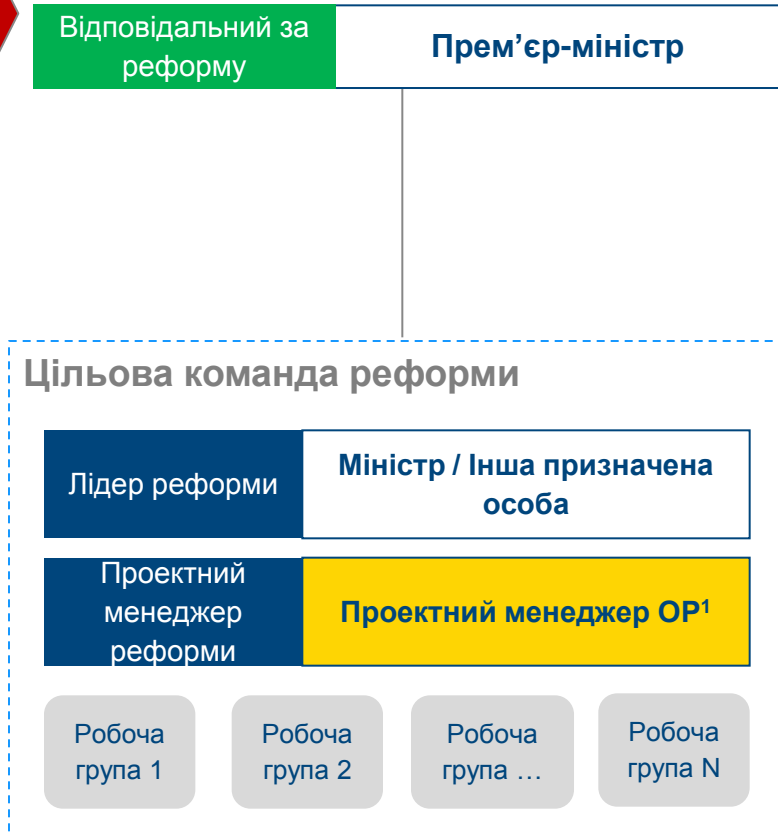 Відповідальний за
реформу
Прем’єр-міністр
Цільова команда реформи
Лідер реформи
Міністр / Інша призначена
особа
Проектний
менеджер
реформи
Проектний менеджер ОР¹
Робоча
група 1
Робоча
група 2
Робоча
група …
Робоча
група N